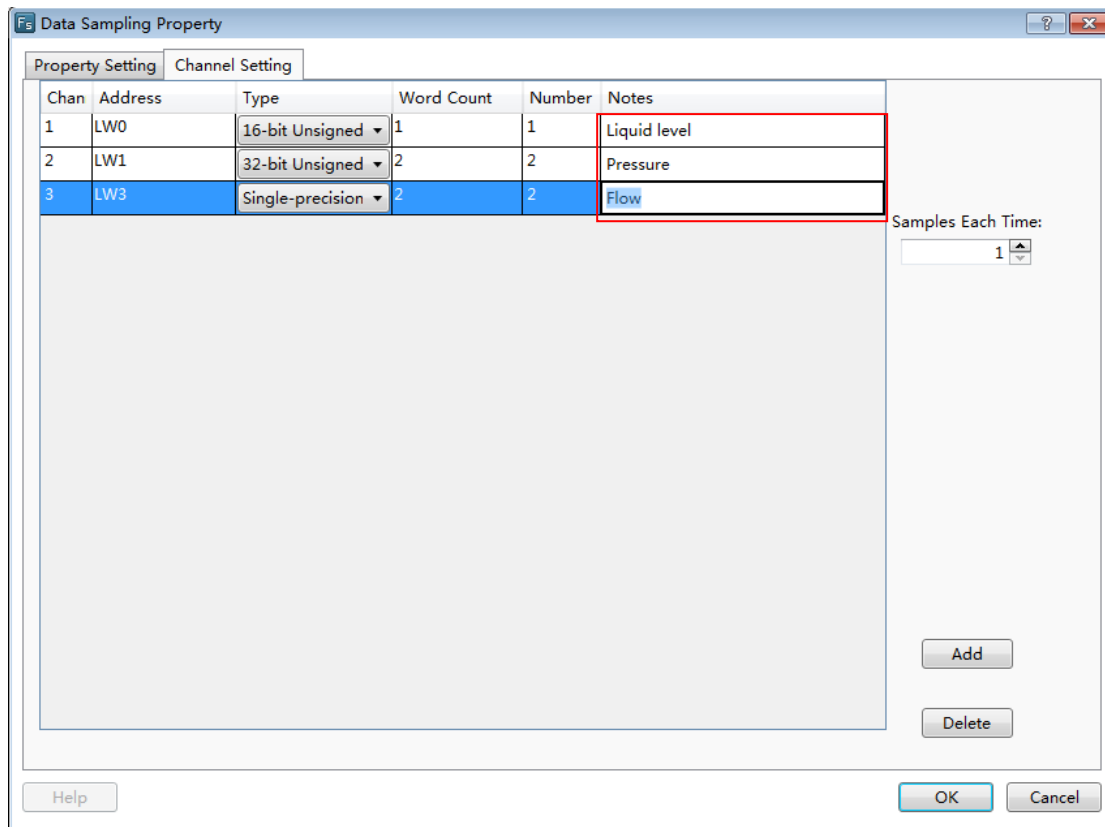 Fs Data Sampling Property
Property Setting Channel Setting
Chan Address Type Word Count Number Notes
1 LW0 16-bit Unsigned 1 1 Liquid level
2 LW1 32-bit Unsigned 2 2 Pressure
3 LW3 Single-precision 2 2 Flow
Samples Each Time:
1
Add
Delete
Help OK Cancel